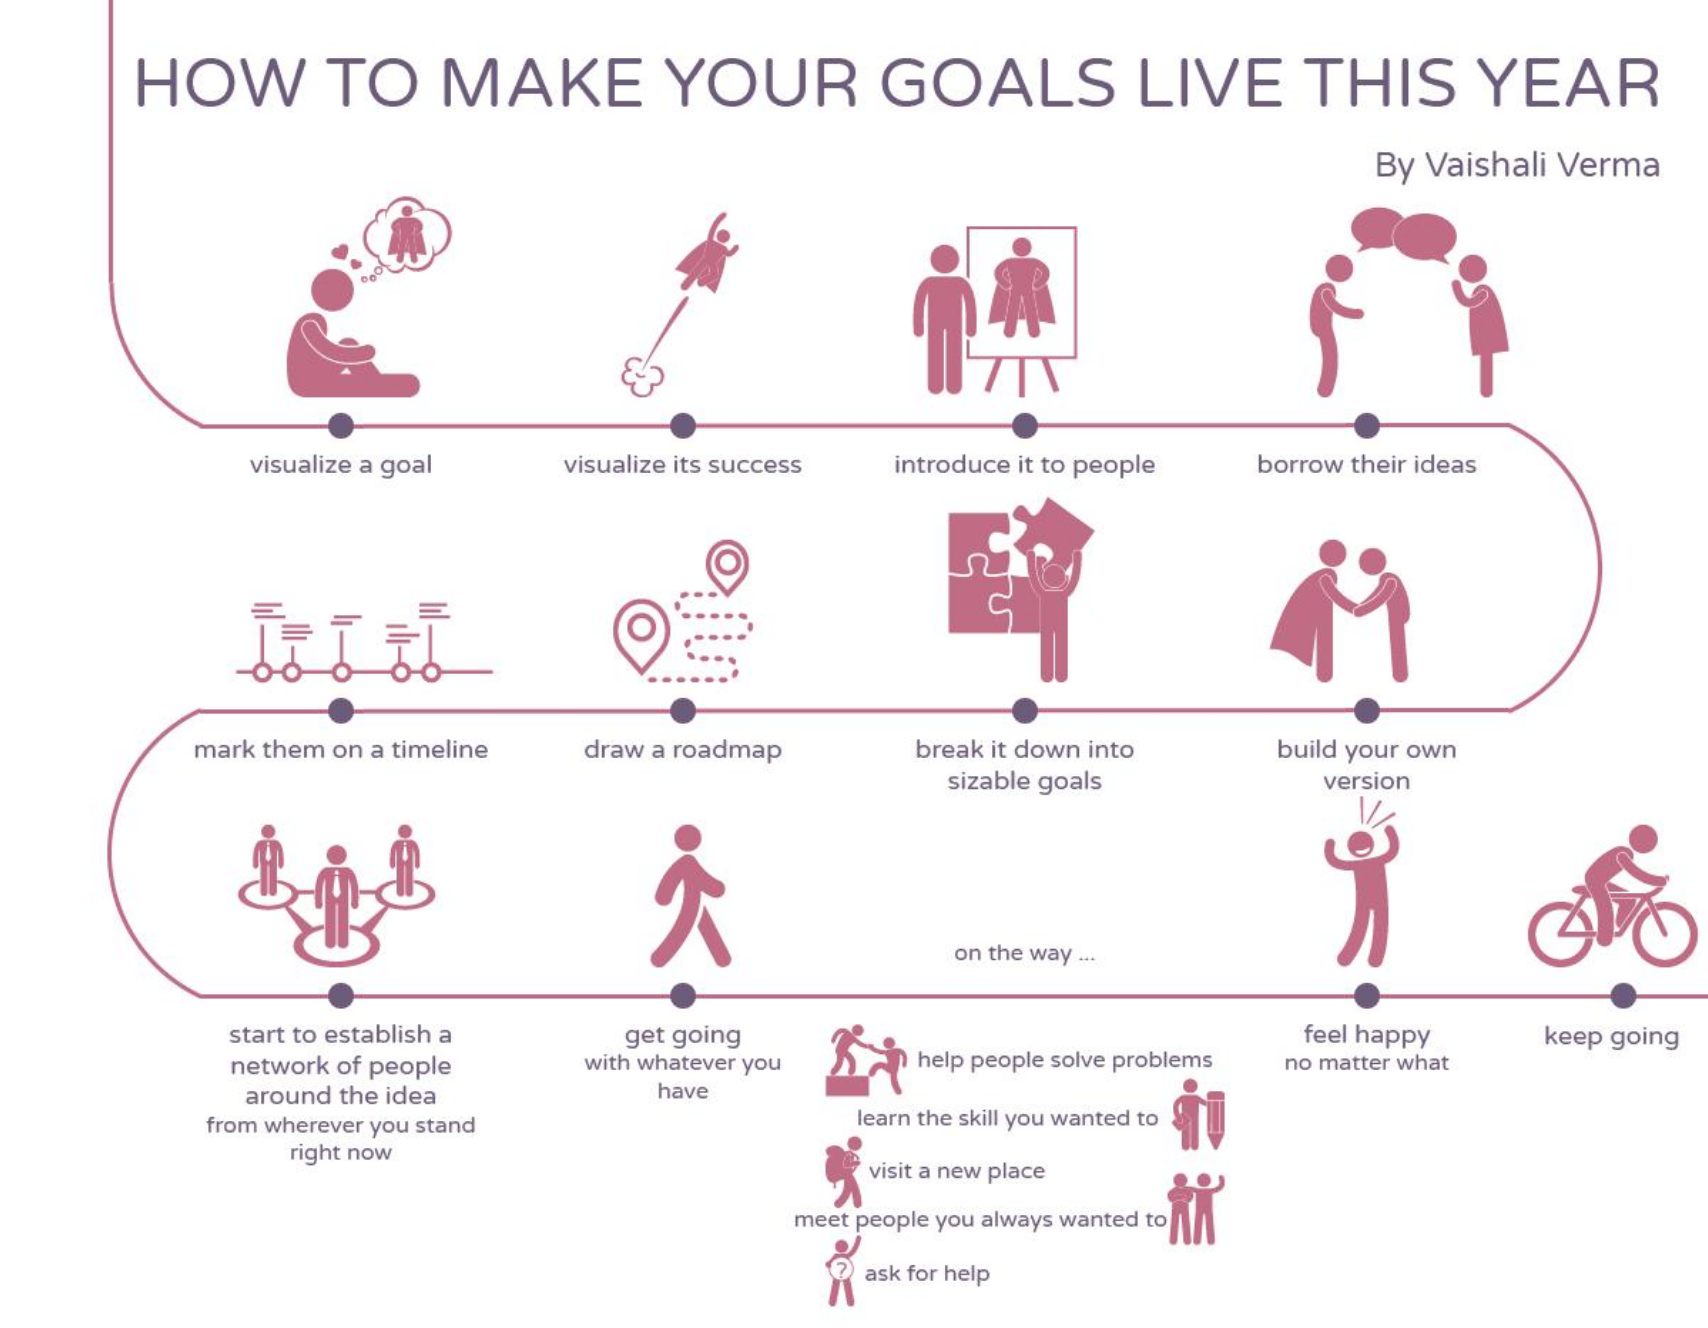 HOW TO MAKE YOUR GOALS LIVE THIS YEAR
By Vaishali Verma
visualize a goal
visualize its success
introduce it to people
borrow their ideas
build your own
version
break it down into
sizable goals
draw a roadmap
mark them on a timeline
start to establish a
network of people
around the idea
from wherever you stand
right now
get going
with whatever you
have
on the way ...
help people solve problems
learn the skill you wanted to
visit a new place
meet people you always wanted to
?
ask for help
feel happy
no matter what
keep going